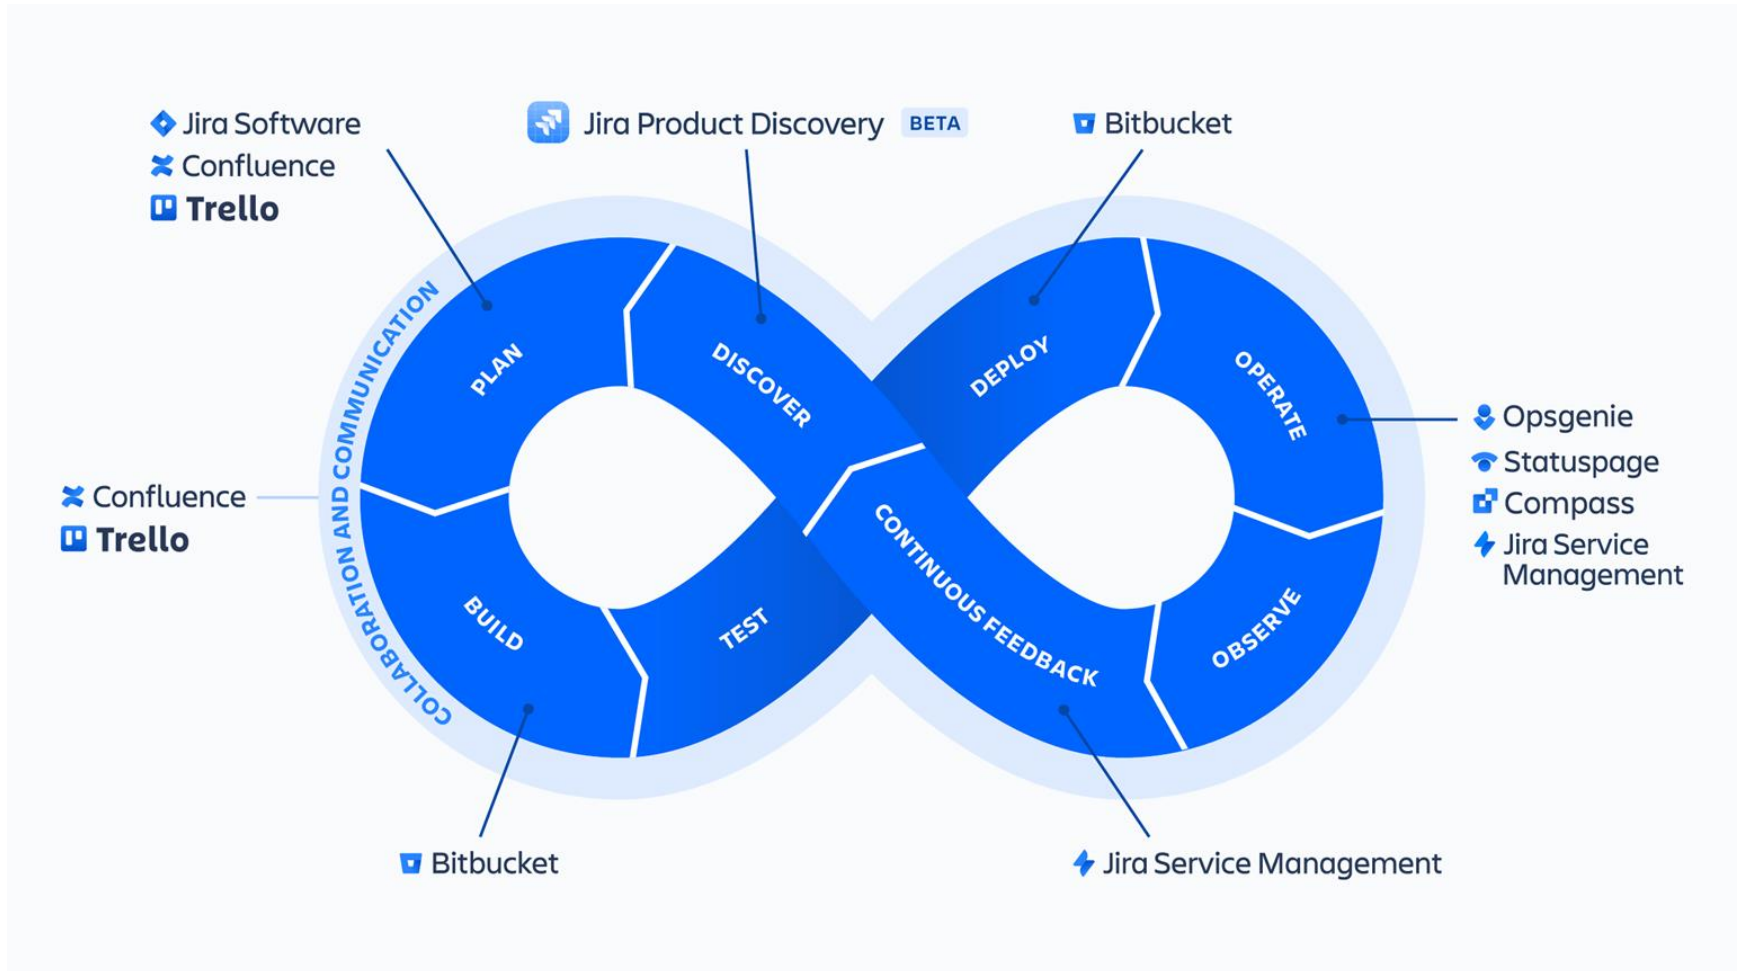 Jira Software
Confluence
Trello
Jira Product Discovery BETA
Bitbucket
COLLABORATION AND COMMUNICATION
PLAN
DISCOVER
DEPLOY
OPERATE
Confluence
Trello
Opsgenie
Statuspage
Compass
Jira Service
Management
BUILD
TEST
CONTINUOUS FEEDBACK
OBSERVE
Bitbucket
Jira Service Management